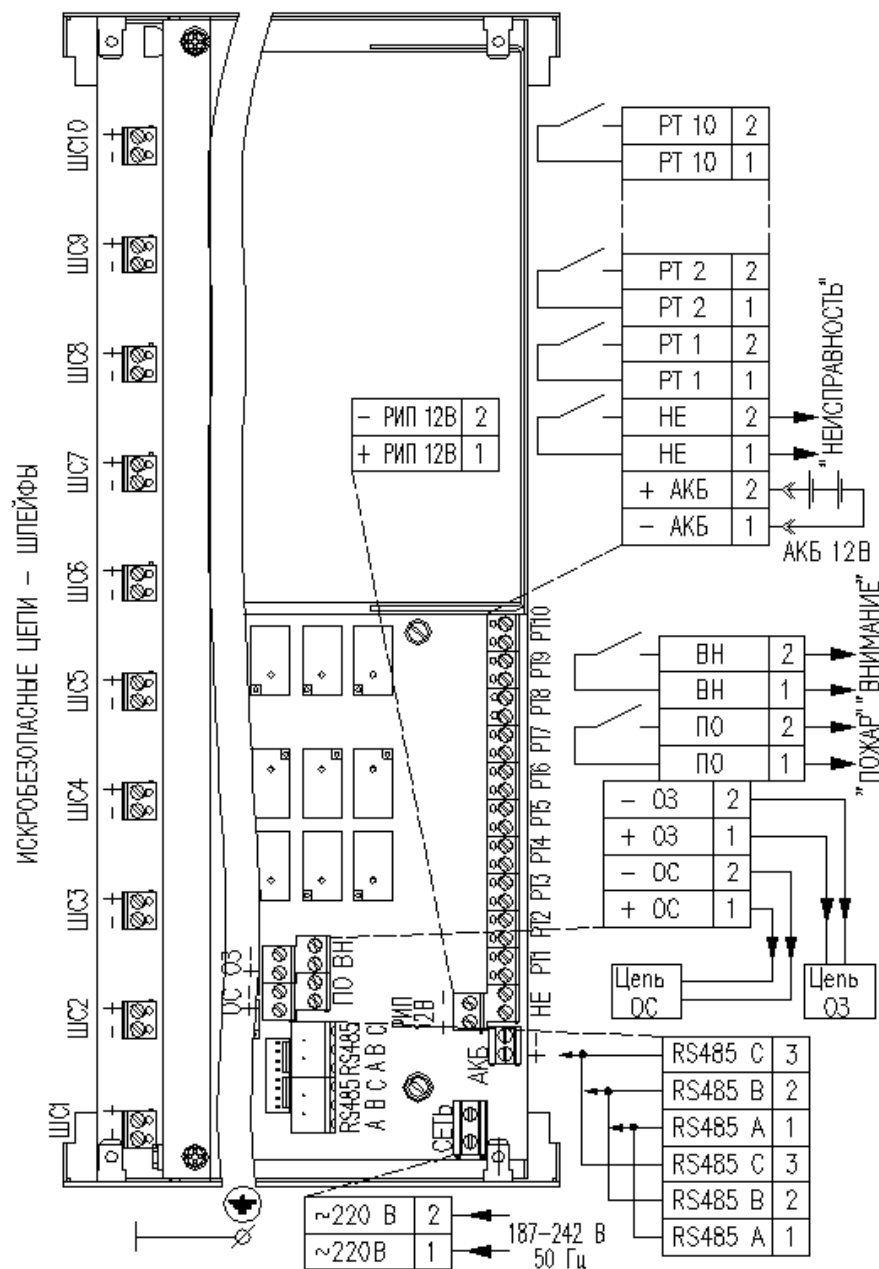 ИСКРОБЕЗОПАСНЫЕ ЦЕПИ - ШЛЕЙФЫ
ШС10 + -
ШС9 + -
ШС8 + -
ШС7 + -
ШС6 + -
ШС5 + -
ШС4 + -
ШС3 + -
ШС2 + -
ШС1 + -
- РИП 12В 2
+ РИП 12В 1
РТ 10 2
РТ 10 1
РТ 2 2
РТ 2 1
РТ 1 2
РТ 1 1
НЕ 2
НЕ 1
+ АКБ 2
- АКБ 1
"НЕИСПРАВНОСТЬ"
АКБ 12В
ВН 2
ВН 1
ПО 2
ПО 1
"ВНИМАНИЕ"
"ПОЖАР"
- ОЗ 2
+ ОЗ 1
- ОС 2
+ ОС 1
Цепь ОС
Цепь ОЗ
НЕ РТ1 РТ2 РТ3 РТ4 РТ5 РТ6 РТ7 РТ8 РТ9 РТ10
ОС ОЗ
- + - +
ПО ВН
РИП 12В
+ -
АКБ
- +
RS485 RS485
A B C A B C
СЕТЬ
RS485 C 3
RS485 B 2
RS485 A 1
RS485 C 3
RS485 B 2
RS485 A 1
~220 В 2
~220В 1
187-242 В
50 Гц